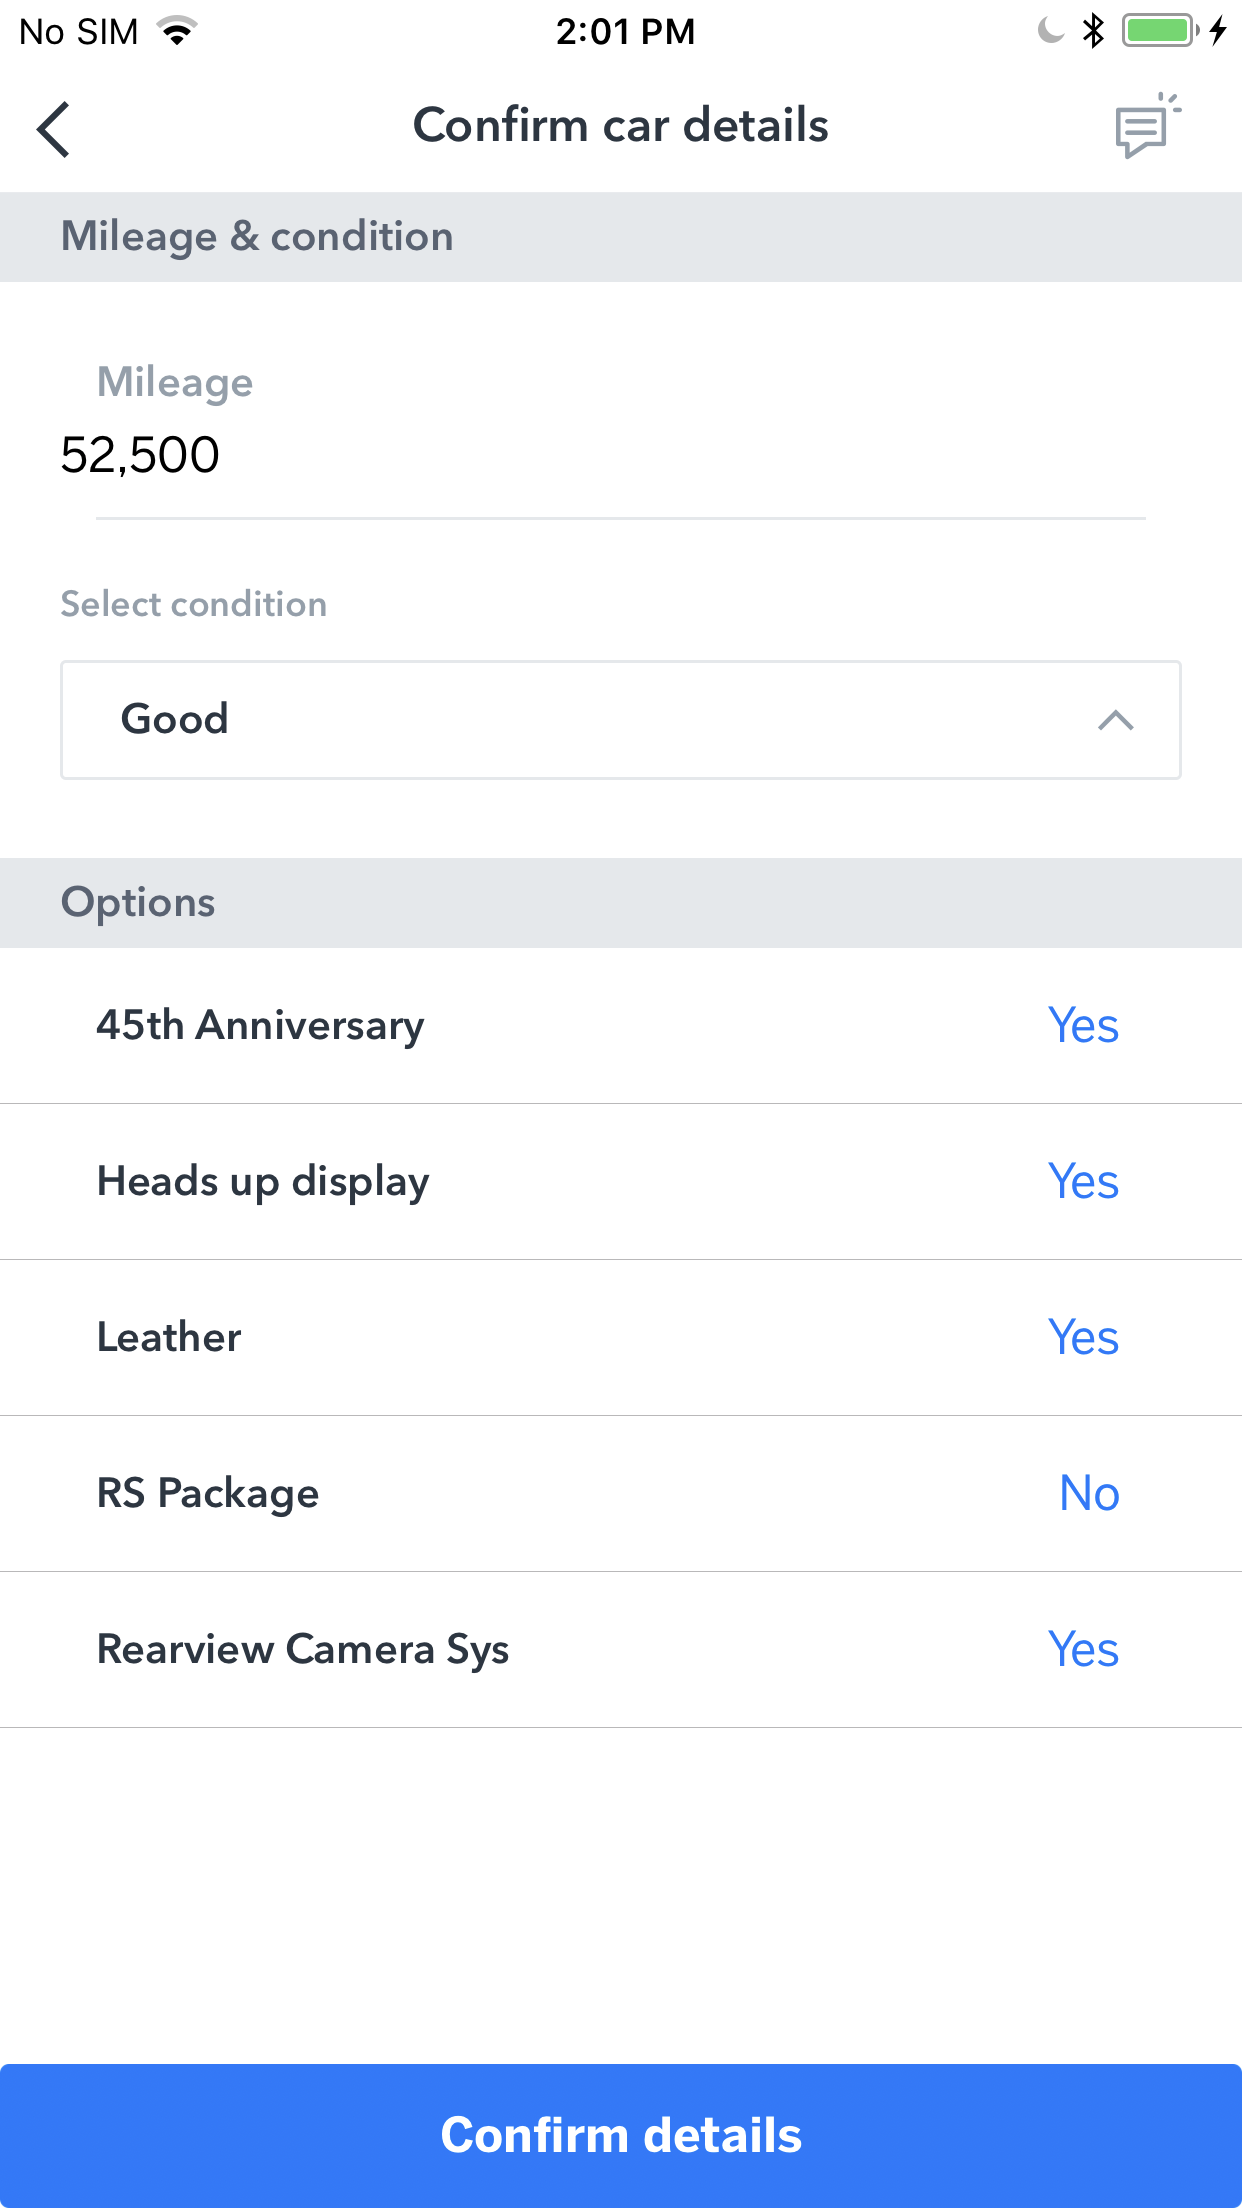 No SIM 2:01 PM
Confirm car details
Mileage & condition
Mileage
52,500
Select condition
Good
Options
45th Anniversary Yes
Heads up display Yes
Leather Yes
RS Package No
Rearview Camera Sys Yes
Confirm details